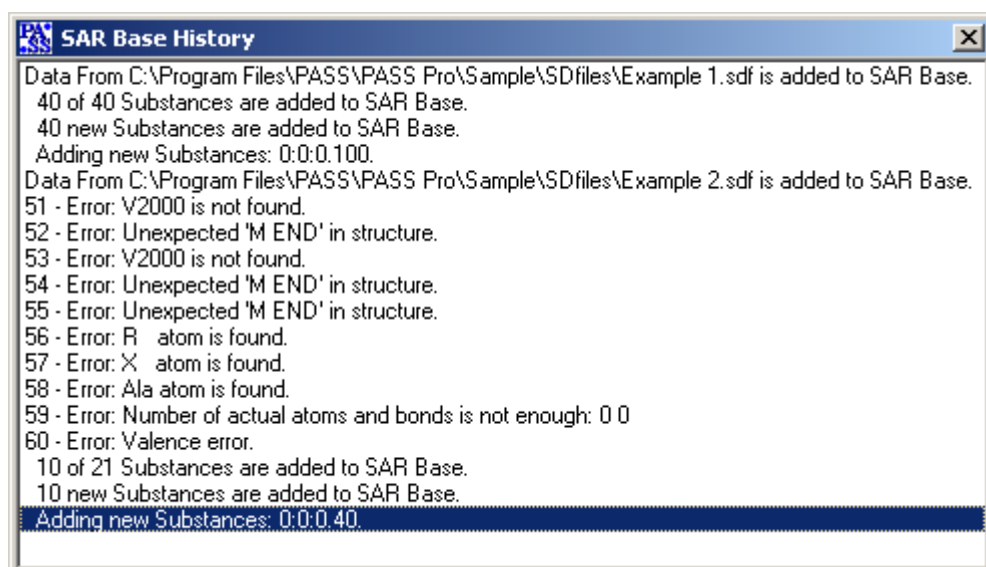 PASS SAR Base History
Data From C:\Program Files\PASS\PASS Pro\Sample\SDfiles\Example 1.sdf is added to SAR Base.
40 of 40 Substances are added to SAR Base.
40 new Substances are added to SAR Base.
Adding new Substances: 0:0:0.100.
Data From C:\Program Files\PASS\PASS Pro\Sample\SDfiles\Example 2.sdf is added to SAR Base.
51 - Error: V2000 is not found.
52 - Error: Unexpected 'M END' in structure.
53 - Error: V2000 is not found.
54 - Error: Unexpected 'M END' in structure.
55 - Error: Unexpected 'M END' in structure.
56 - Error: R   atom is found.
57 - Error: X   atom is found.
58 - Error: Ala atom is found.
59 - Error: Number of actual atoms and bonds is not enough: 0 0
60 - Error: Valence error.
10 of 21 Substances are added to SAR Base.
10 new Substances are added to SAR Base.
Adding new Substances: 0:0:0.40.